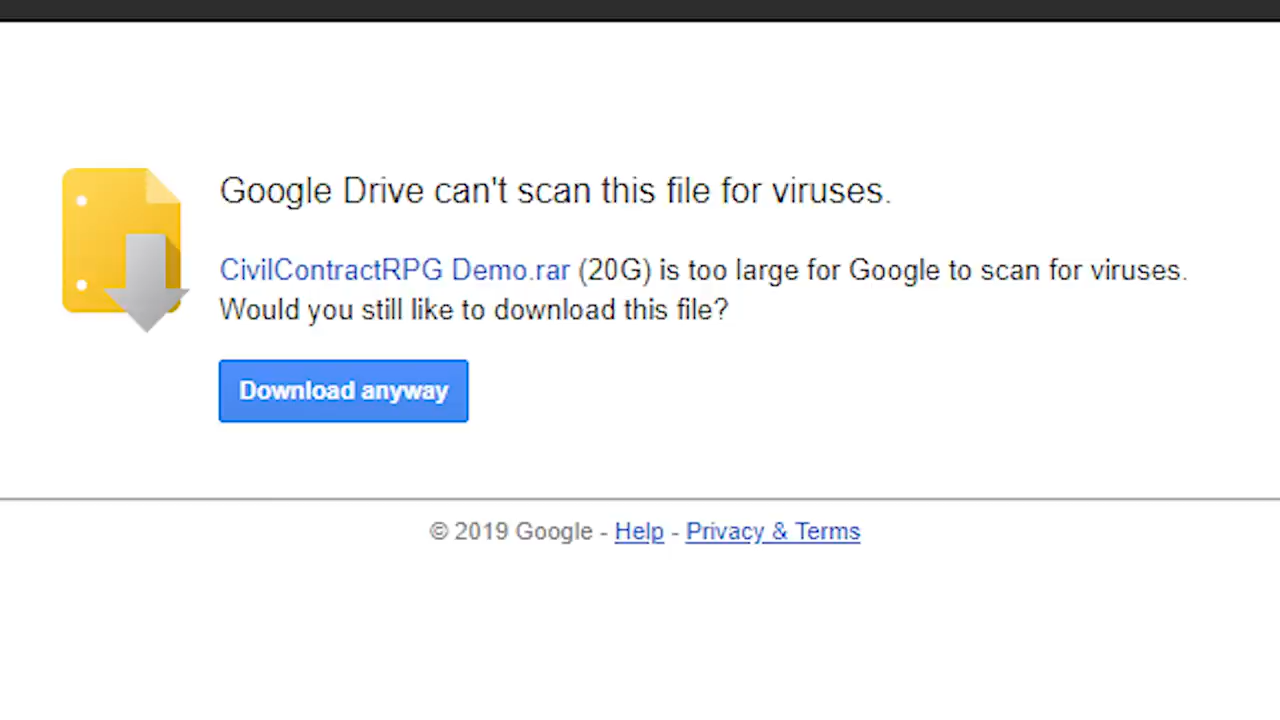 Google Drive can't scan this file for viruses.
CivilContractRPG Demo.rar (20G) is too large for Google to scan for viruses.
Would you still like to download this file?
Download anyway
© 2019 Google - Help - Privacy & Terms